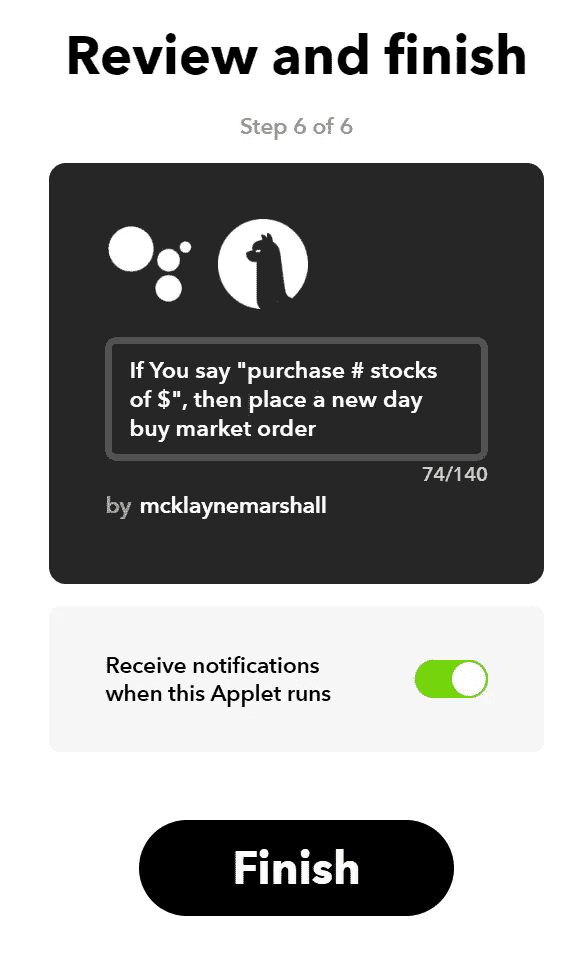 Review and finish
Step 6 of 6
If You say "purchase # stocks
of $", then place a new day
buy market order
74/140
by mcklaynemarshall
Receive notifications
when this Applet runs
Finish